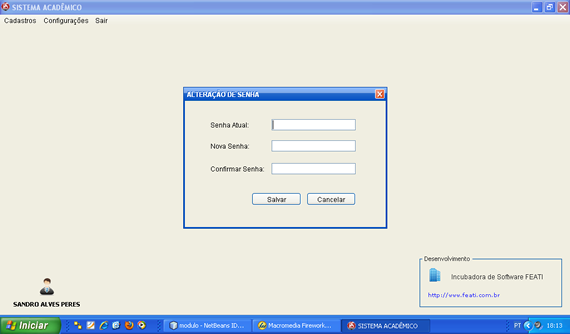 SISTEMA ACADÊMICO
Cadastros Configurações Sair
ALTERAÇÃO DE SENHA
Senha Atual:
Nova Senha:
Confirmar Senha:
Salvar Cancelar
Desenvolvimento
Incubadora de Software FEATI
http://www.feati.com.br
SANDRO ALVES PERES
Iniciar modulo - NetBeans ID... Macromedia Firework... SISTEMA ACADÊMICO PT 18:13